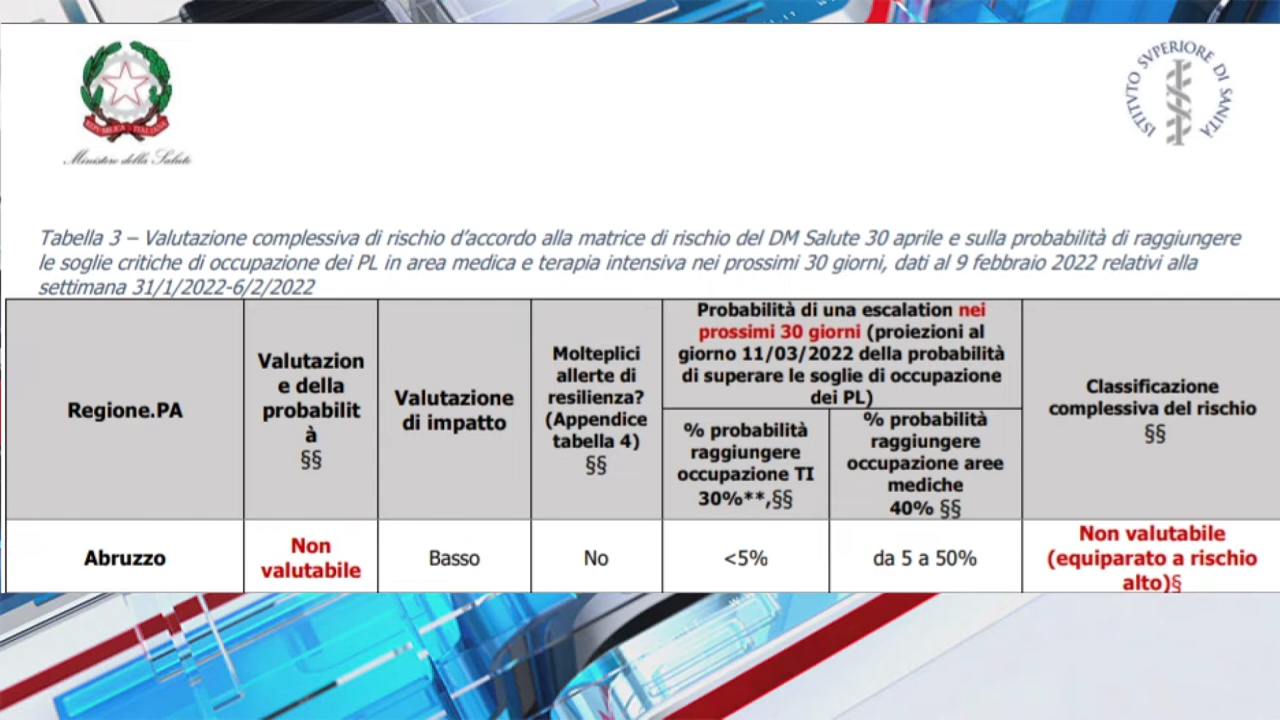 REPVBBLICA ITALIANA
Ministero della Salute
ISTITVTO SVPERIORE DI SANITÀ
Tabella 3 – Valutazione complessiva di rischio d’accordo alla matrice di rischio del DM Salute 30 aprile e sulla probabilità di raggiungere
le soglie critiche di occupazione dei PL in area medica e terapia intensiva nei prossimi 30 giorni, dati al 9 febbraio 2022 relativi alla
settimana 31/1/2022-6/2/2022
Regione.PA
Valutazion
e della
probabilit
à
§§
Valutazione
di impatto
Molteplici
allerte di
resilienza?
(Appendice
tabella 4)
§§
Probabilità di una escalation nei
prossimi 30 giorni (proiezioni al
giorno 11/03/2022 della probabilità
di superare le soglie di occupazione
dei PL)
% probabilità
raggiungere
occupazione TI
30%**,§§
% probabilità
raggiungere
occupazione aree
mediche
40% §§
Classificazione
complessiva del rischio
§§
Abruzzo
Non
valutabile
Basso
No
<5%
da 5 a 50%
Non valutabile
(equiparato a rischio
alto)§